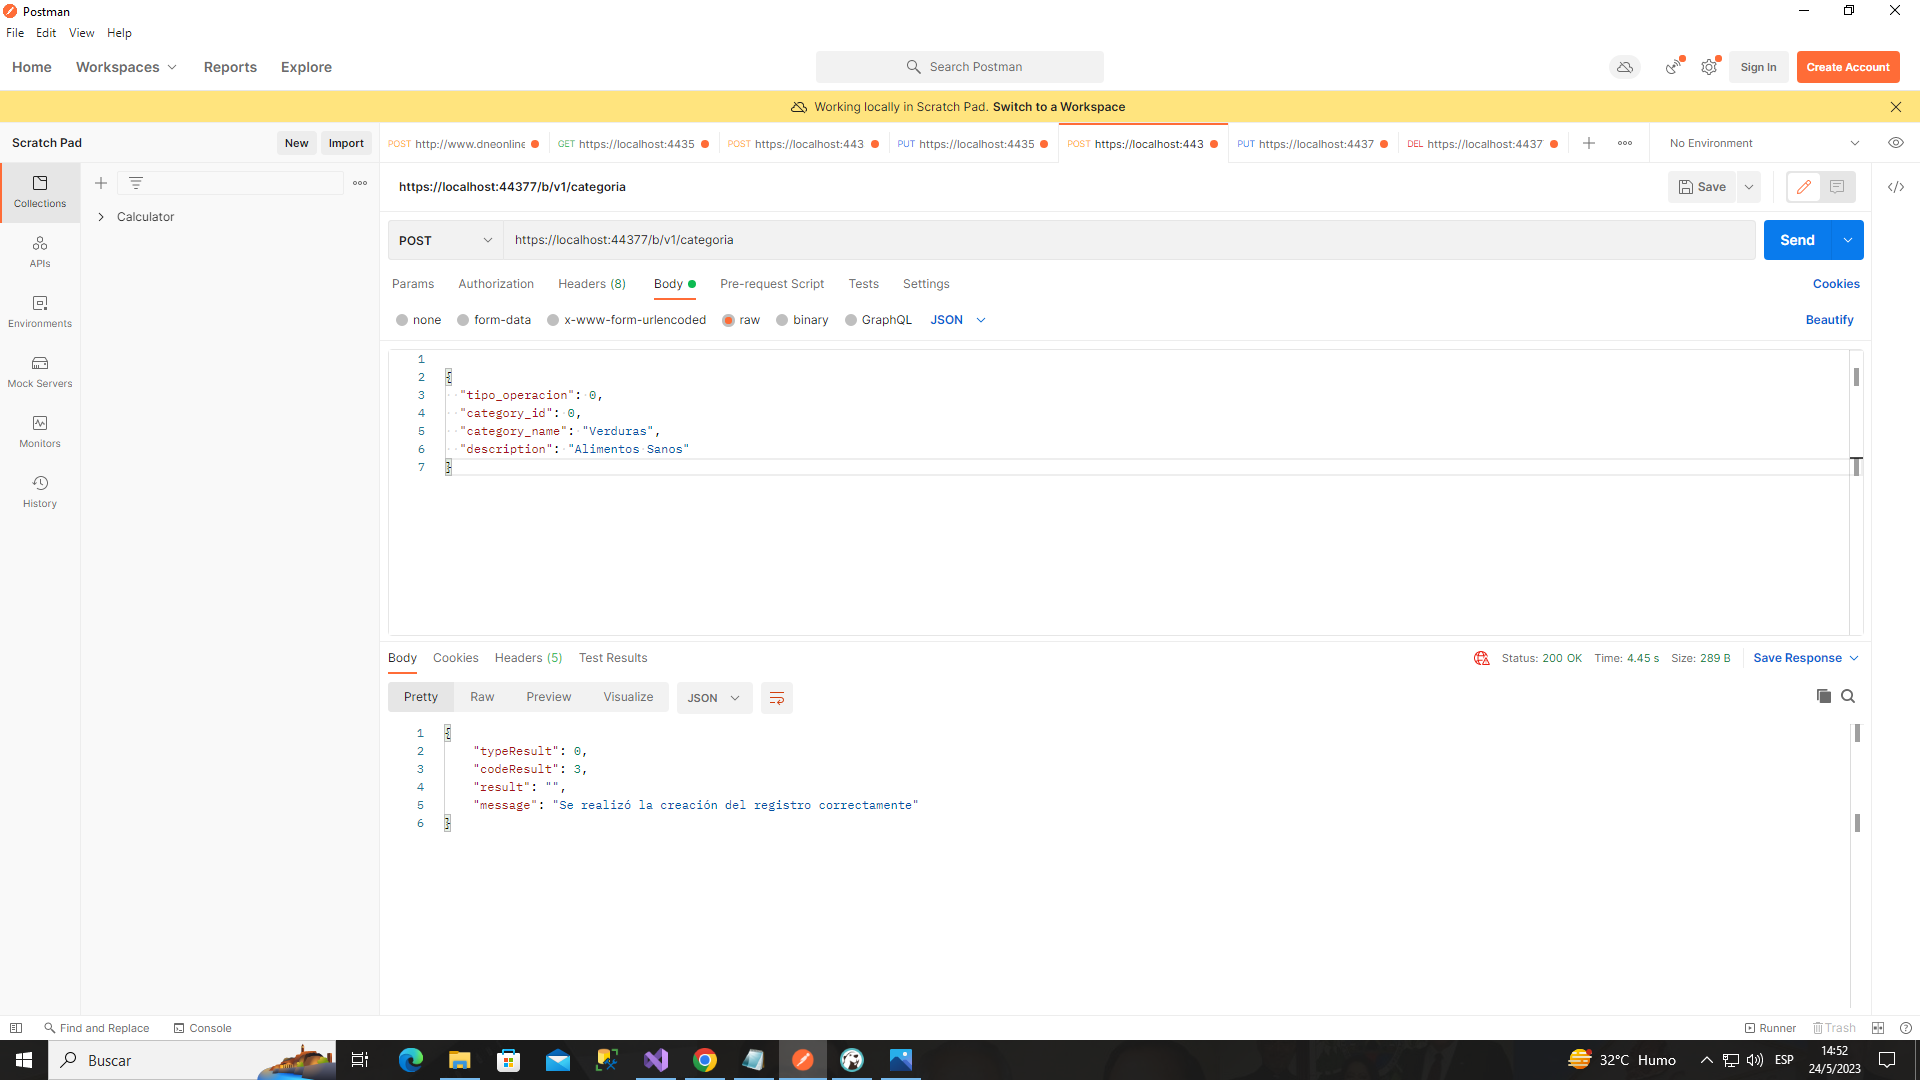 Postman
File Edit View Help
Home Workspaces Reports Explore Search Postman Sign In Create Account
Working locally in Scratch Pad. Switch to a Workspace
Scratch Pad New Import POST http://www.dneonline GET https://localhost:4435 POST https://localhost:443 PUT https://localhost:4435 POST https://localhost:443 PUT https://localhost:4437 DEL https://localhost:4437 No Environment
Collections
Calculator
APIs
Environments
Mock Servers
Monitors
History
https://localhost:44377/b/v1/categoria Save
POST https://localhost:44377/b/v1/categoria Send
Params Authorization Headers (8) Body Pre-request Script Tests Settings Cookies
none form-data x-www-form-urlencoded raw binary GraphQL JSON Beautify
1
2 {
3 "tipo_operacion": 0,
4 "category_id": 0,
5 "category_name": "Verduras",
6 "description": "Alimentos Sanos"
7 }
Body Cookies Headers (5) Test Results Status: 200 OK Time: 4.45 s Size: 289 B Save Response
Pretty Raw Preview Visualize JSON
1 {
2 "typeResult": 0,
3 "codeResult": 3,
4 "result": "",
5 "message": "Se realizó la creación del registro correctamente"
6 }
Find and Replace Console Runner Trash
Buscar 32°C Humo ESP 14:52
24/5/2023